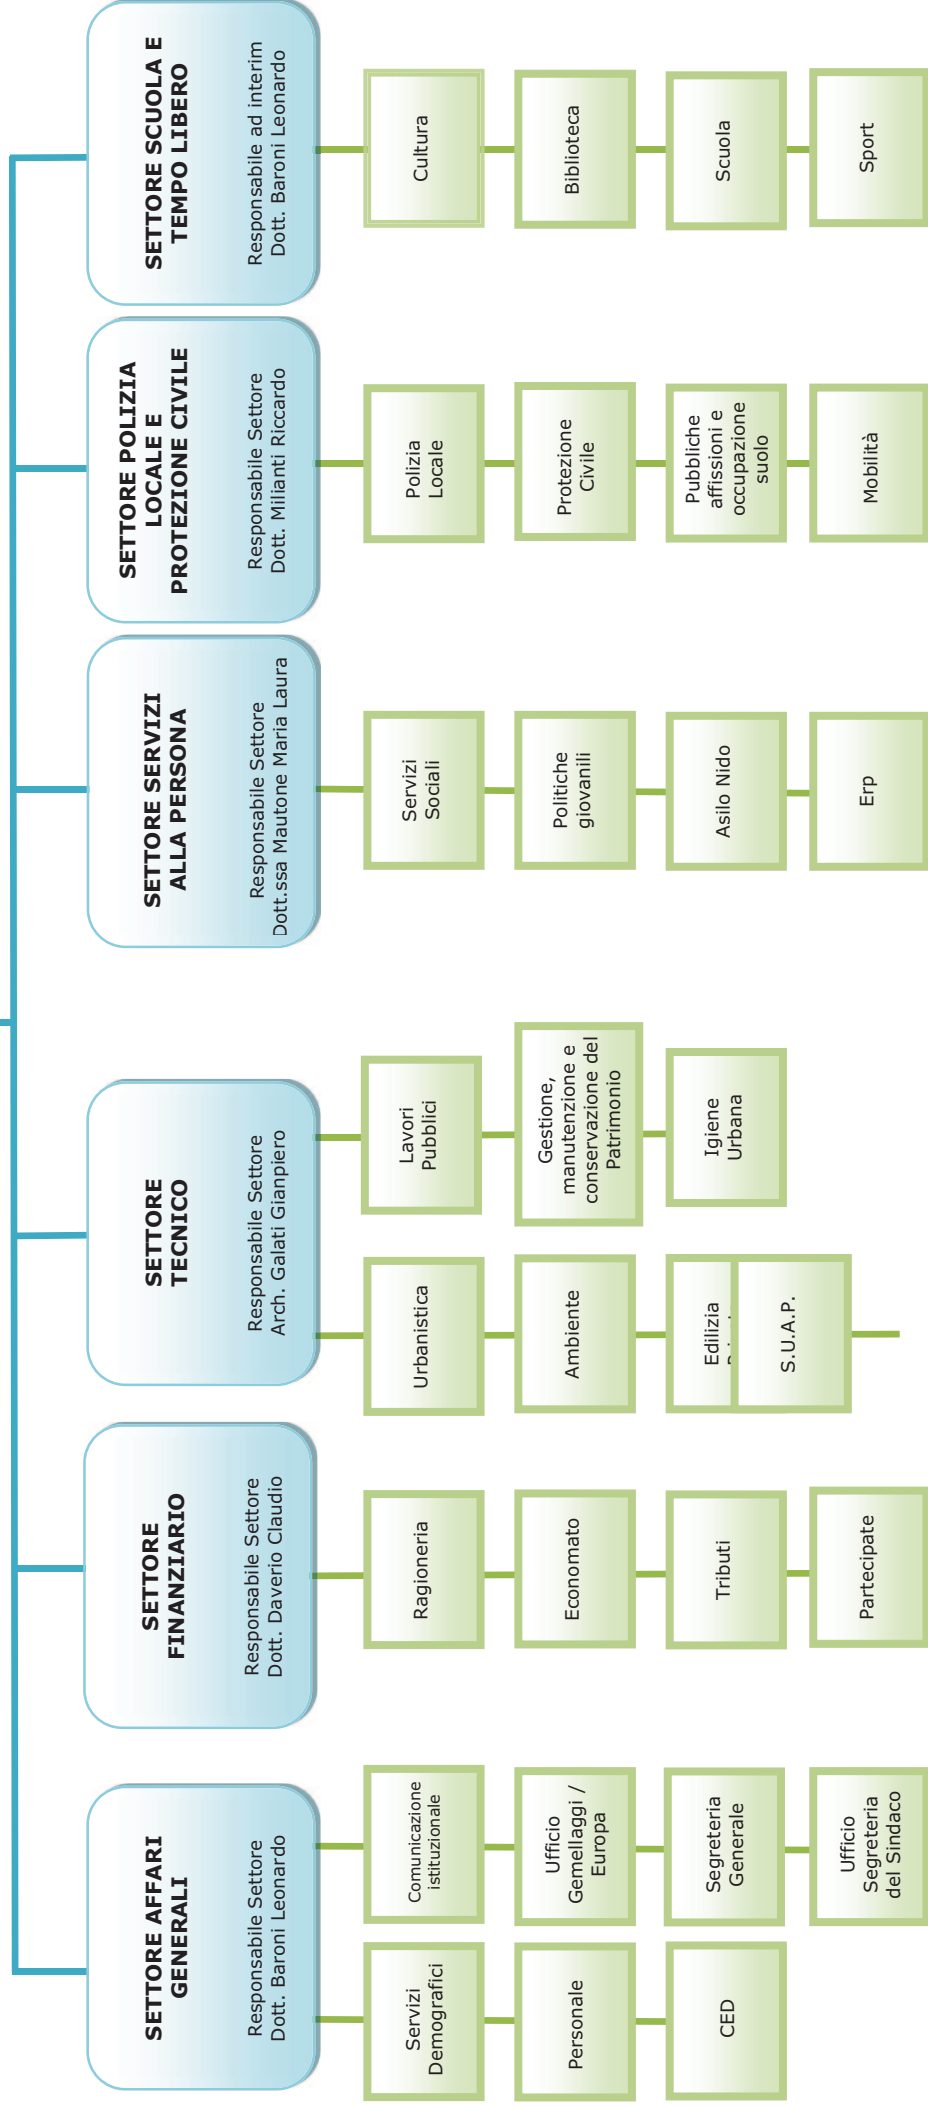 SETTORE AFFARI
GENERALI
Responsabile Settore
Dott. Baroni Leonardo
Servizi
Demografici
Personale
CED
Comunicazione
istituzionale
Ufficio
Gemellaggi /
Europa
Segreteria
Generale
Ufficio
Segreteria
del Sindaco
SETTORE
FINANZIARIO
Responsabile Settore
Dott. Daverio Claudio
Ragioneria
Economato
Tributi
Partecipate
SETTORE
TECNICO
Responsabile Settore
Arch. Galati Gianpiero
Urbanistica
Ambiente
Edilizia
S.U.A.P.
Lavori
Pubblici
Gestione,
manutenzione e
conservazione del
Patrimonio
Igiene
Urbana
SETTORE SERVIZI
ALLA PERSONA
Responsabile Settore
Dott.ssa Mautone Maria Laura
Servizi
Sociali
Politiche
giovanili
Asilo Nido
Erp
SETTORE POLIZIA
LOCALE E
PROTEZIONE CIVILE
Responsabile Settore
Dott. Milianti Riccardo
Polizia
Locale
Protezione
Civile
Pubbliche
affissioni e
occupazione
suolo
Mobilità
SETTORE SCUOLA E
TEMPO LIBERO
Responsabile ad interim
Dott. Baroni Leonardo
Cultura
Biblioteca
Scuola
Sport